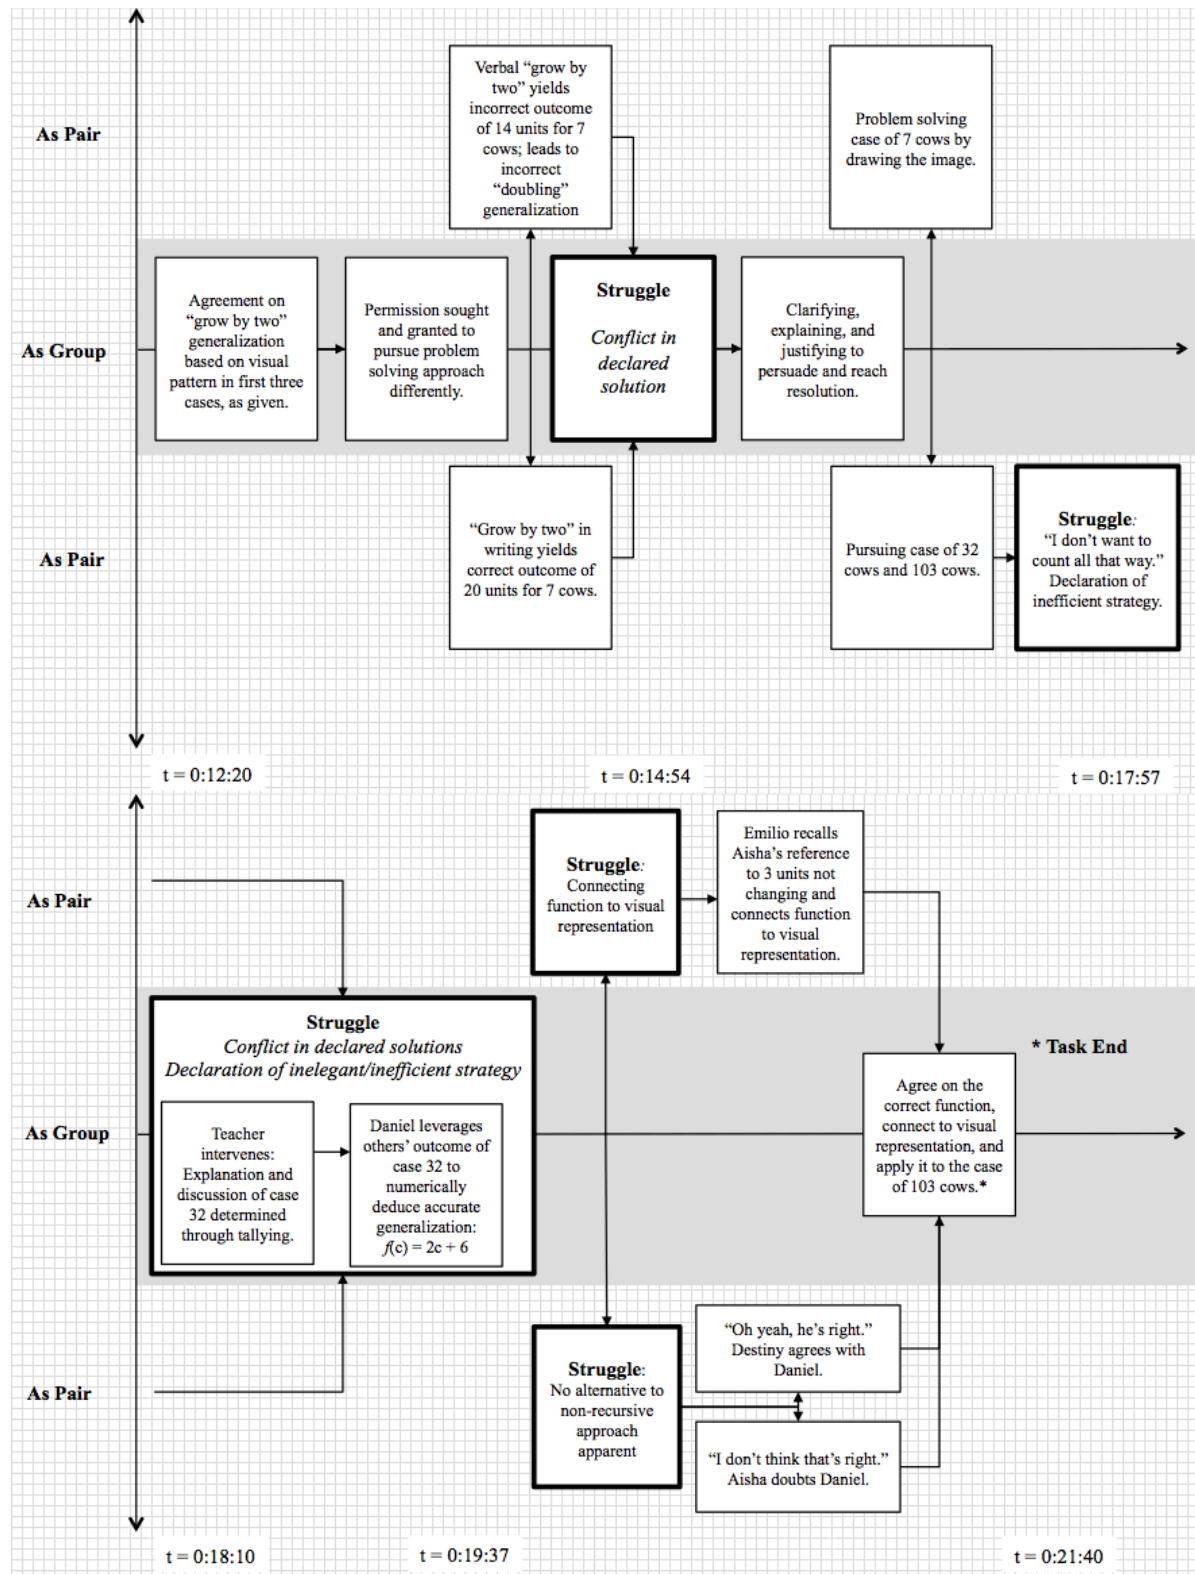 As Pair
Verbal “grow by
two” yields
incorrect outcome
of 14 units for 7
cows; leads to
incorrect
“doubling”
generalization
Problem solving
case of 7 cows by
drawing the image.
As Group
Agreement on
“grow by two”
generalization
based on visual
pattern in first three
cases, as given.
Permission sought
and granted to
pursue problem
solving approach
differently.
Struggle
Conflict in
declared
solution
Clarifying,
explaining, and
justifying to
persuade and reach
resolution.
As Pair
“Grow by two” in
writing yields
correct outcome of
20 units for 7 cows.
Pursuing case of 32
cows and 103 cows.
Struggle:
“I don’t want to
count all that way.”
Declaration of
inefficient strategy.
t = 0:12:20
t = 0:14:54
t = 0:17:57
As Pair
Struggle:
Connecting
function to visual
representation
Emilio recalls
Aisha’s reference
to 3 units not
changing and
connects function
to visual
representation.
As Group
Struggle
Conflict in declared solutions
Declaration of inelegant/inefficient strategy
Teacher
intervenes:
Explanation and
discussion of case
32 determined
through tallying.
Daniel leverages
others’ outcome of
case 32 to
numerically
deduce accurate
generalization:
f(c) = 2c + 6
* Task End
Agree on the
correct function,
connect to visual
representation, and
apply it to the case
of 103 cows.*
As Pair
Struggle:
No alternative to
non-recursive
approach
apparent
“Oh yeah, he’s right.”
Destiny agrees with
Daniel.
“I don’t think that’s right.”
Aisha doubts Daniel.
t = 0:18:10
t = 0:19:37
t = 0:21:40